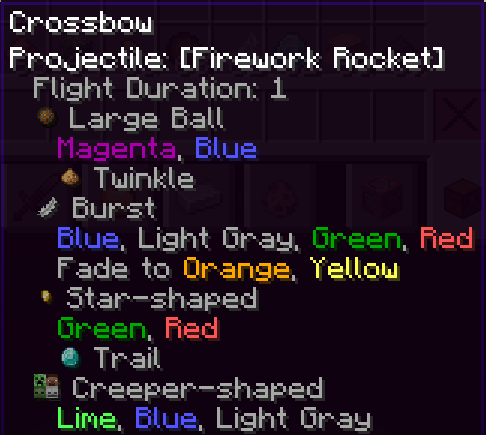 Crossbow
Projectile: [Firework Rocket]
Flight Duration: 1
Large Ball
Magenta, Blue
Twinkle
Burst
Blue, Light Gray, Green, Red
Fade to Orange, Yellow
Star-shaped
Green, Red
Trail
Creeper-shaped
Lime, Blue, Light Gray